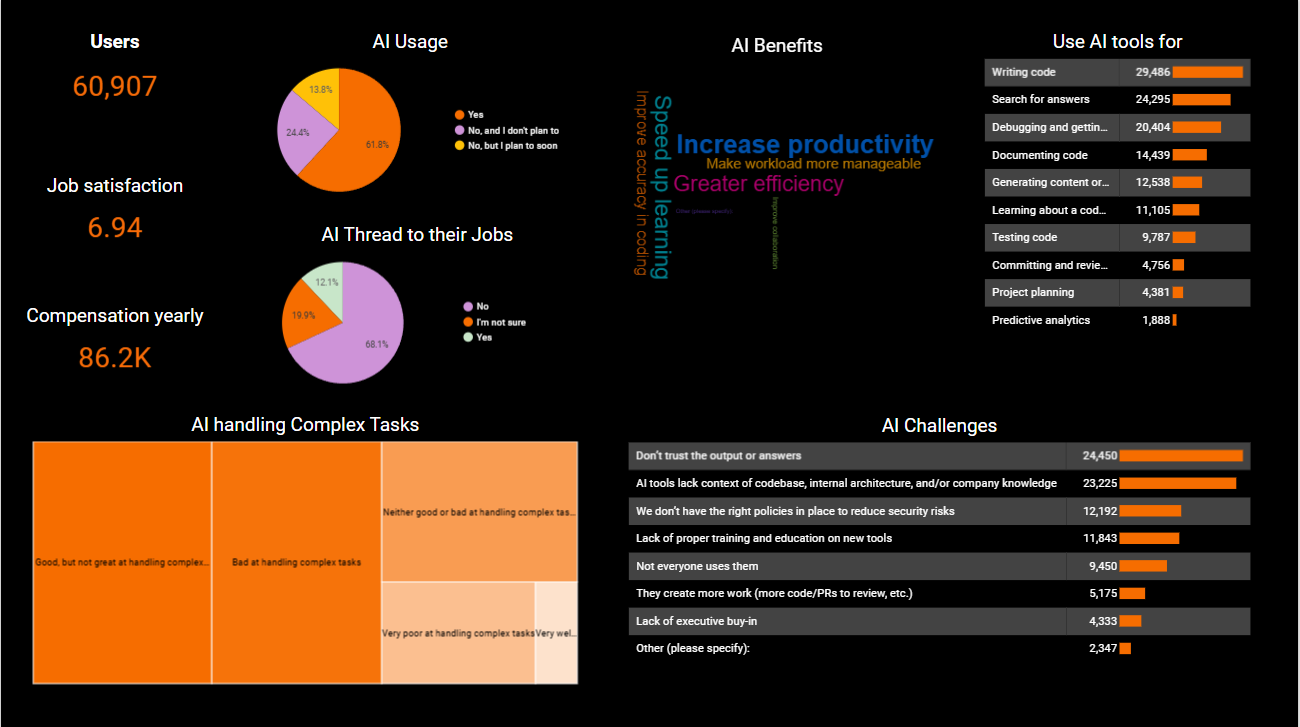 Users
60,907
Job satisfaction
6.94
Compensation yearly
86.2K
AI Usage
13.8%
24.4%
61.8%
Yes
No, and I don't plan to
No, but I plan to soon
AI Thread to their Jobs
12.1%
19.9%
68.1%
No
I'm not sure
Yes
AI Benefits
Improve accuracy in coding
Speed up learning
Increase productivity
Make workload more manageable
Greater efficiency
Other (please specify):
Improve collaboration
Use AI tools for
Writing code 29,486
Search for answers 24,295
Debugging and gettin... 20,404
Documenting code 14,439
Generating content or... 12,538
Learning about a cod... 11,105
Testing code 9,787
Committing and revie... 4,756
Project planning 4,381
Predictive analytics 1,888
AI handling Complex Tasks
Good, but not great at handling complex...
Bad at handling complex tasks
Neither good or bad at handling complex tas...
Very poor at handling complex tasks
Very wel...
AI Challenges
Don't trust the output or answers 24,450
AI tools lack context of codebase, internal architecture, and/or company knowledge 23,225
We don't have the right policies in place to reduce security risks 12,192
Lack of proper training and education on new tools 11,843
Not everyone uses them 9,450
They create more work (more code/PRs to review, etc.) 5,175
Lack of executive buy-in 4,333
Other (please specify): 2,347